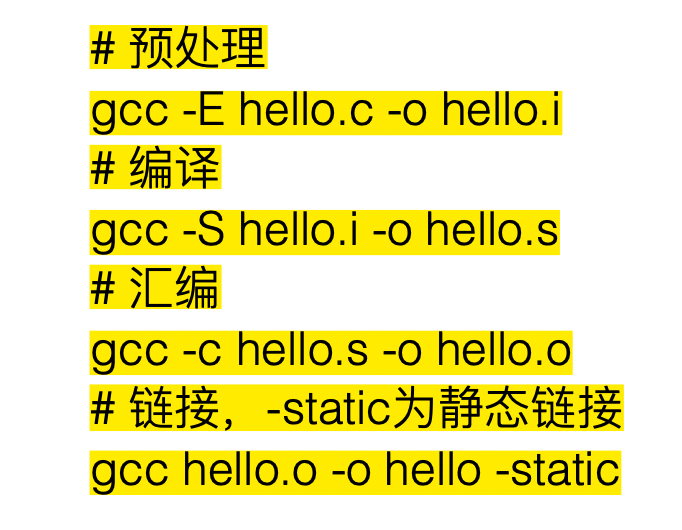 # 预处理
gcc -E hello.c -o hello.i
# 编译
gcc -S hello.i -o hello.s
# 汇编
gcc -c hello.s -o hello.o
# 链接，-static为静态链接
gcc hello.o -o hello -static